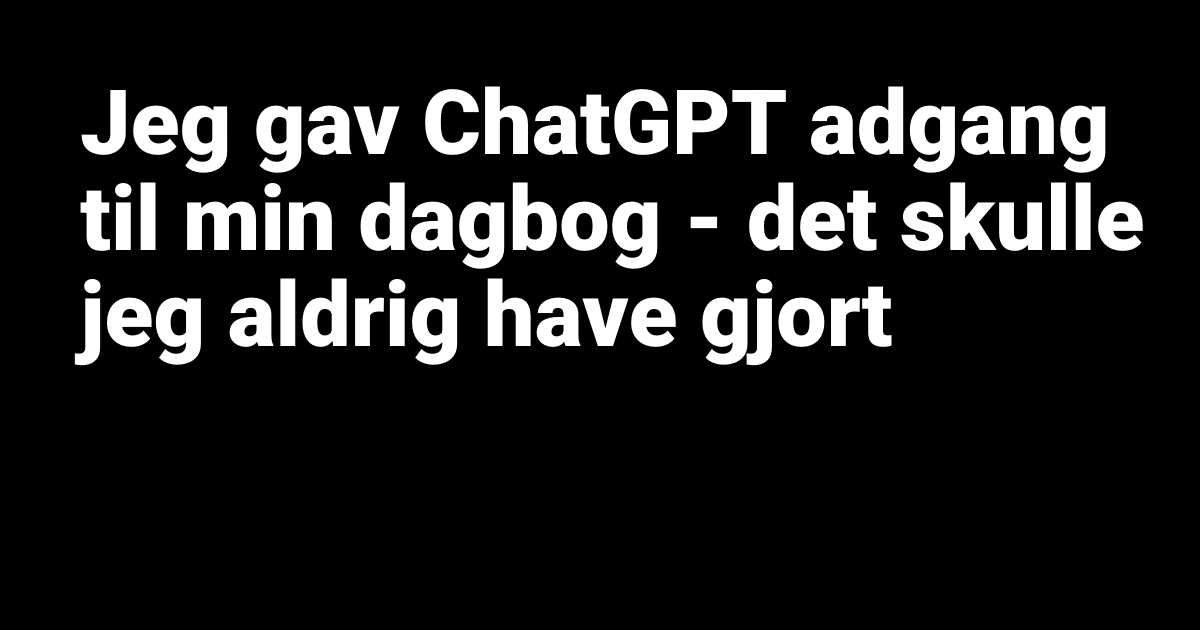 Jeg gav ChatGPT adgang
til min dagbog - det skulle
jeg aldrig have gjort